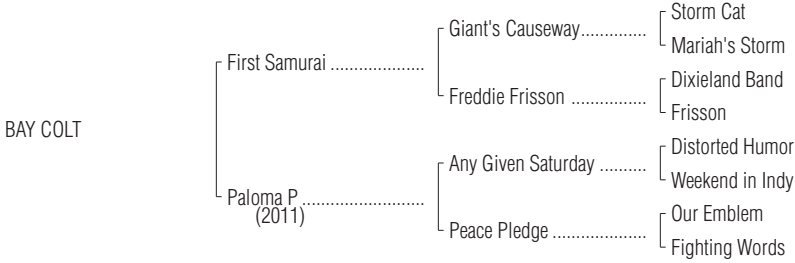 Storm Cat
Giant's Causeway..............
Mariah's Storm
First Samurai ....................
Dixieland Band
Freddie Frisson ................
Frisson
BAY COLT
Distorted Humor
Any Given Saturday ..........
Weekend in Indy
Paloma P ..........................
(2011)
Our Emblem
Peace Pledge ....................
Fighting Words